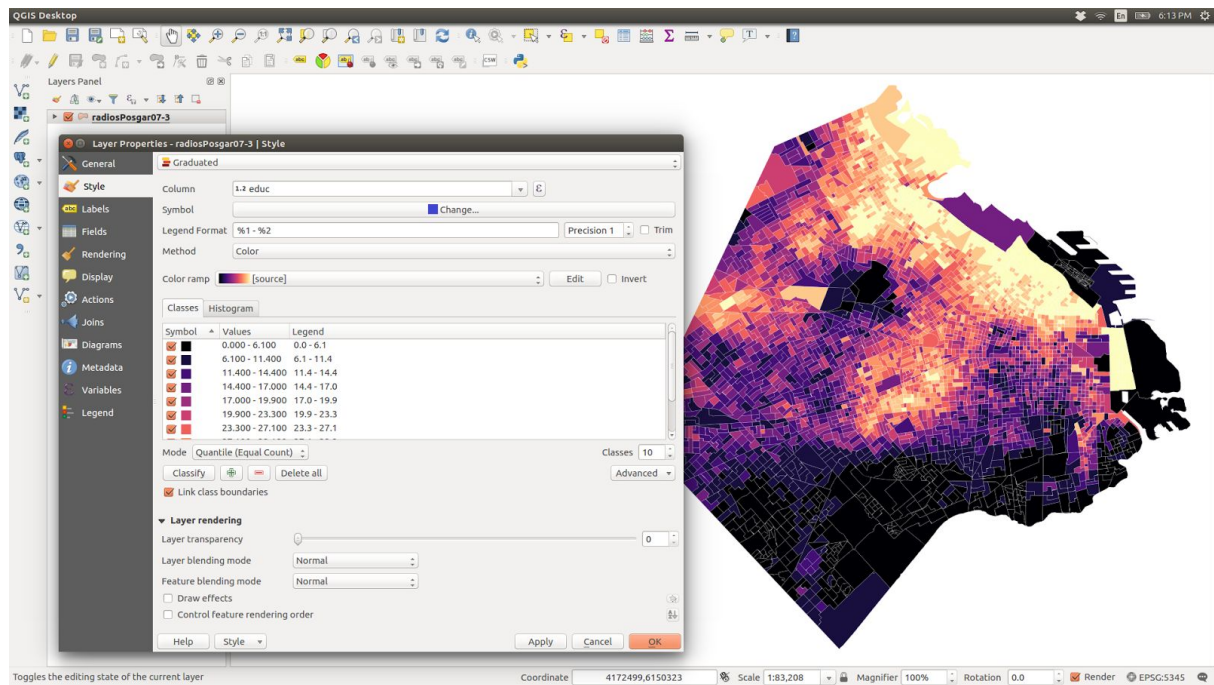 QGIS Desktop
En
6:13 PM
abc
CSW
Layers Panel
radiosPosgar07-3
Layer Properties - radiosPosgar07-3 | Style
General
Style
Labels
Fields
Rendering
Display
Actions
Joins
Diagrams
Metadata
Variables
Legend
Graduated
Column 1.2 educ
Symbol Change...
Legend Format %1 - %2 Precision 1 Trim
Method Color
Color ramp [source] Edit Invert
Classes Histogram
Symbol Values Legend
0.000 - 6.100 0.0 - 6.1
6.100 - 11.400 6.1 - 11.4
11.400 - 14.400 11.4 - 14.4
14.400 - 17.000 14.4 - 17.0
17.000 - 19.900 17.0 - 19.9
19.900 - 23.300 19.9 - 23.3
23.300 - 27.100 23.3 - 27.1
Mode Quantile (Equal Count) Classes 10
Classify Delete all Advanced
Link class boundaries
Layer rendering
Layer transparency 0
Layer blending mode Normal
Feature blending mode Normal
Draw effects
Control feature rendering order
Help Style Apply Cancel OK
Toggles the editing state of the current layer Coordinate 4172499,6150323 Scale 1:83,208 Magnifier 100% Rotation 0.0 Render EPSG:5345